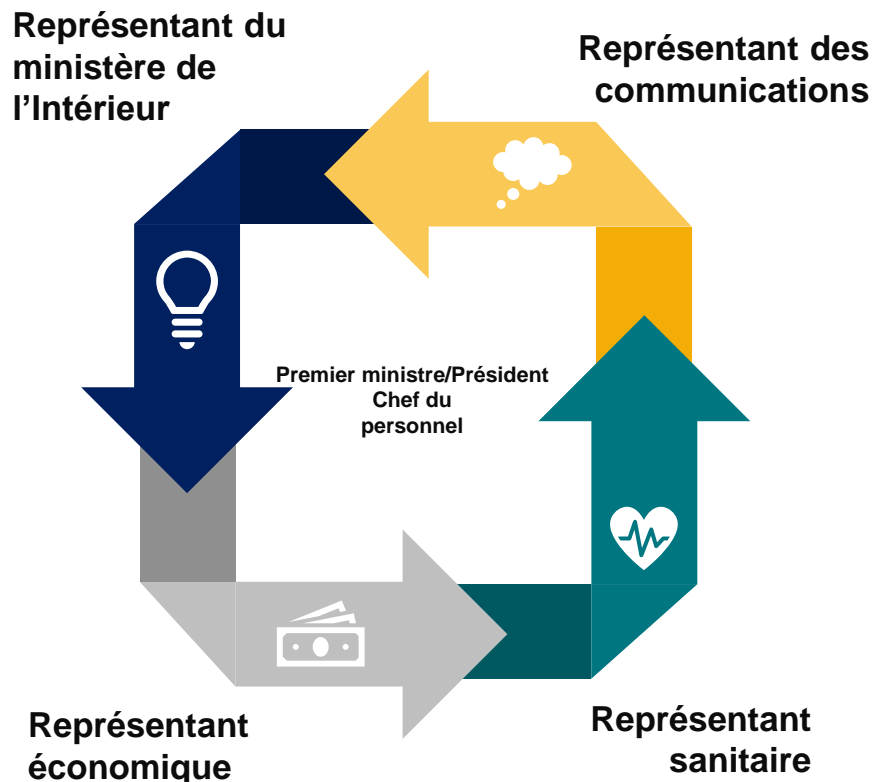 Représentant du
ministère de
l’Intérieur
Représentant des
communications
Premier ministre/Président
Chef du
personnel
Représentant
économique
Représentant
sanitaire